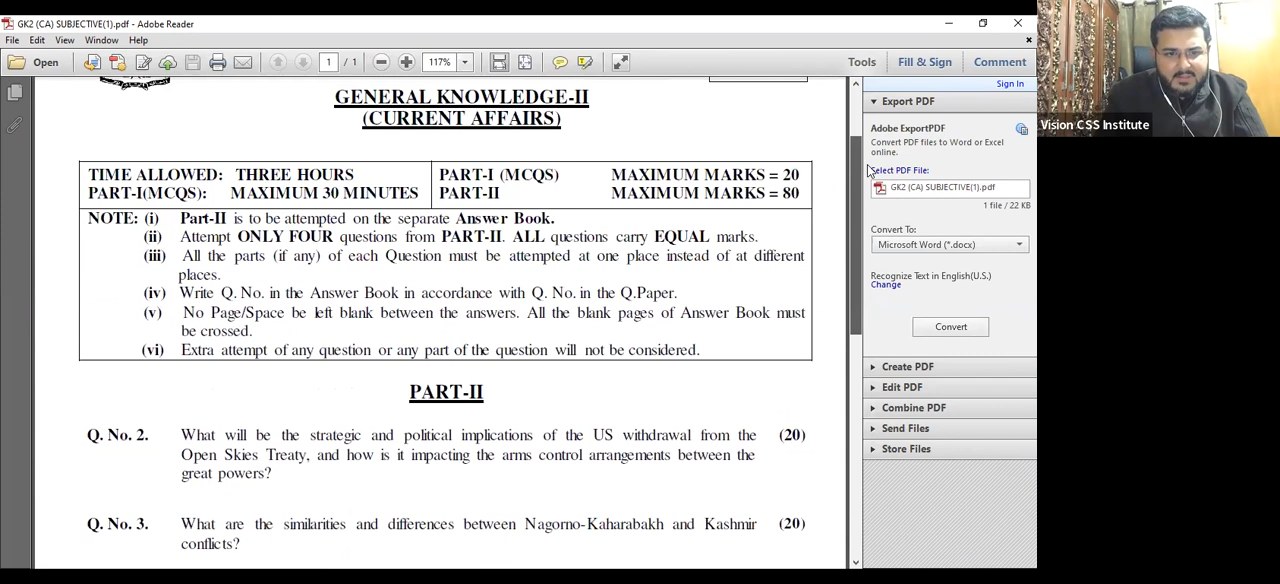 GK2 (CA) SUBJECTIVE(1).pdf - Adobe Reader
File Edit View Window Help
Open 1 / 1 117% Tools Fill & Sign Comment
Sign In
GENERAL KNOWLEDGE-II
(CURRENT AFFAIRS)
TIME ALLOWED: THREE HOURS PART-I (MCQS) MAXIMUM MARKS = 20
PART-I(MCQS): MAXIMUM 30 MINUTES PART-II MAXIMUM MARKS = 80
NOTE: (i) Part-II is to be attempted on the separate Answer Book.
(ii) Attempt ONLY FOUR questions from PART-II. ALL questions carry EQUAL marks.
(iii) All the parts (if any) of each Question must be attempted at one place instead of at different
places.
(iv) Write Q. No. in the Answer Book in accordance with Q. No. in the Q.Paper.
(v) No Page/Space be left blank between the answers. All the blank pages of Answer Book must
be crossed.
(vi) Extra attempt of any question or any part of the question will not be considered.
PART-II
Q. No. 2. What will be the strategic and political implications of the US withdrawal from the (20)
Open Skies Treaty, and how is it impacting the arms control arrangements between the
great powers?
Q. No. 3. What are the similarities and differences between Nagorno-Kaharabakh and Kashmir (20)
conflicts?
Export PDF
Adobe ExportPDF
Convert PDF files to Word or Excel
online.
Select PDF File:
GK2 (CA) SUBJECTIVE(1).pdf
1 file / 22 KB
Convert To:
Microsoft Word (*.docx)
Recognize Text in English(U.S.)
Change
Convert
Create PDF
Edit PDF
Combine PDF
Send Files
Store Files
Vision CSS Institute